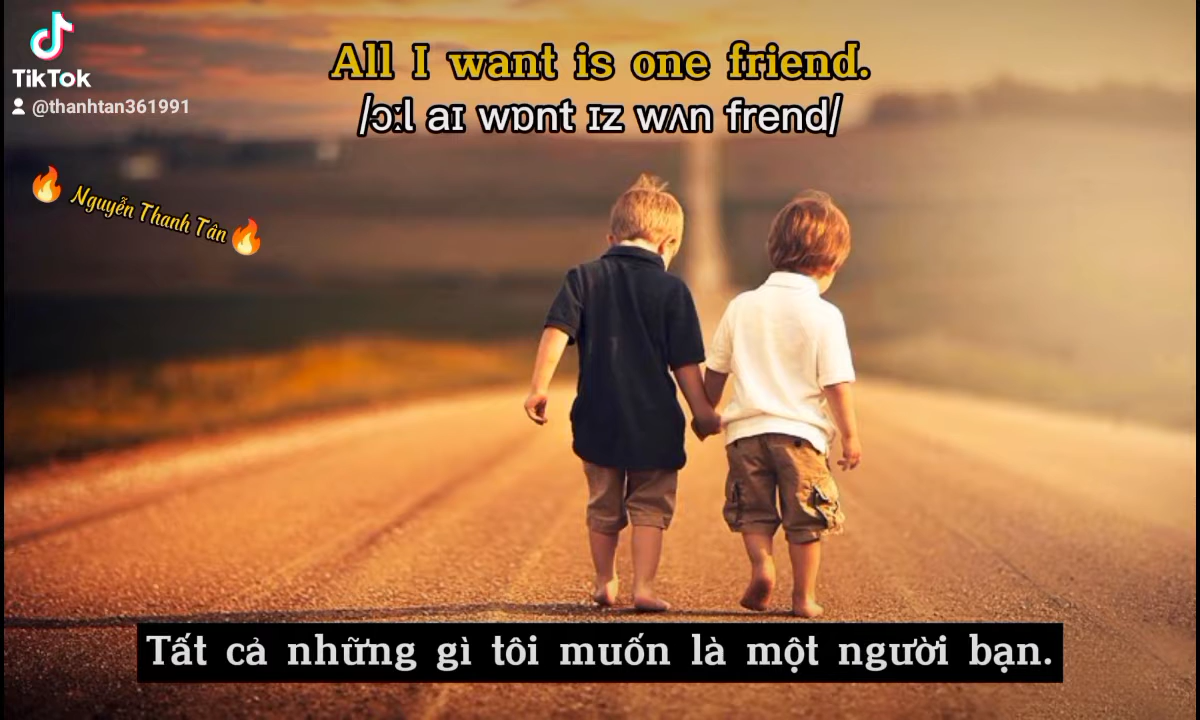 TikTok
@thanhtan361991
All I want is one friend.
/ɔːl aɪ wɒnt ɪz wʌn frend/
🔥 Nguyễn Thanh Tân 🔥
Tất cả những gì tôi muốn là một người bạn.